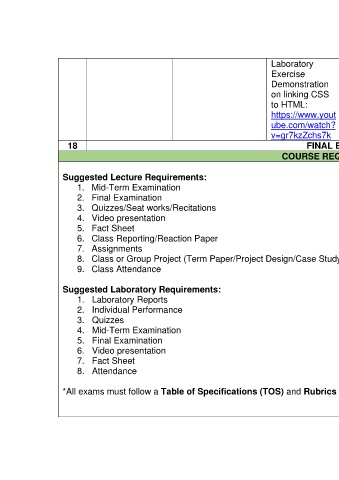 Laboratory
Exercise
Demonstration
on linking CSS
to HTML:
https://www.yout
ube.com/watch?
v=gr7kzZchs7k
18 FINAL E
COURSE REQ
Suggested Lecture Requirements:
1. Mid-Term Examination
2. Final Examination
3. Quizzes/Seat works/Recitations
4. Video presentation
5. Fact Sheet
6. Class Reporting/Reaction Paper
7. Assignments
8. Class or Group Project (Term Paper/Project Design/Case Study
9. Class Attendance
Suggested Laboratory Requirements:
1. Laboratory Reports
2. Individual Performance
3. Quizzes
4. Mid-Term Examination
5. Final Examination
6. Video presentation
7. Fact Sheet
8. Attendance
*All exams must follow a Table of Specifications (TOS) and Rubrics